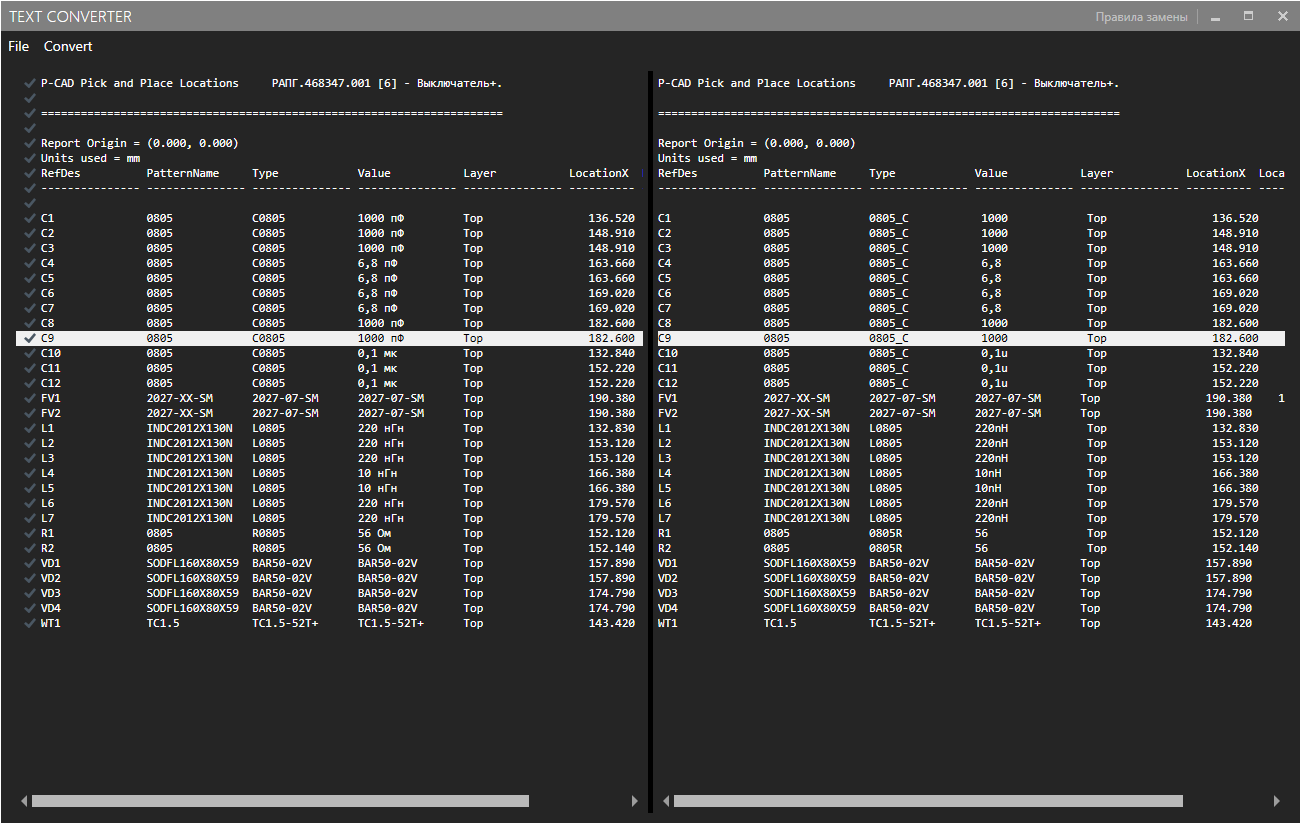 TEXT CONVERTER Правила замены
File Convert
P-CAD Pick and Place Locations РАПГ.468347.001 [6] - Выключатель+.
======================================================================
Report Origin = (0.000, 0.000)
Units used = mm
RefDes PatternName Type Value Layer LocationX
--------------- --------------- --------------- --------------- --------------- ----------
C1 0805 C0805 1000 пФ Top 136.520
C2 0805 C0805 1000 пФ Top 148.910
C3 0805 C0805 1000 пФ Top 148.910
C4 0805 C0805 6,8 пФ Top 163.660
C5 0805 C0805 6,8 пФ Top 163.660
C6 0805 C0805 6,8 пФ Top 169.020
C7 0805 C0805 6,8 пФ Top 169.020
C8 0805 C0805 1000 пФ Top 182.600
C9 0805 C0805 1000 пФ Top 182.600
C10 0805 C0805 0,1 мк Top 132.840
C11 0805 C0805 0,1 мк Top 152.220
C12 0805 C0805 0,1 мк Top 152.220
FV1 2027-XX-SM 2027-07-SM 2027-07-SM Top 190.380
FV2 2027-XX-SM 2027-07-SM 2027-07-SM Top 190.380
L1 INDC2012X130N L0805 220 нГн Top 132.830
L2 INDC2012X130N L0805 220 нГн Top 153.120
L3 INDC2012X130N L0805 220 нГн Top 153.120
L4 INDC2012X130N L0805 10 нГн Top 166.380
L5 INDC2012X130N L0805 10 нГн Top 166.380
L6 INDC2012X130N L0805 220 нГн Top 179.570
L7 INDC2012X130N L0805 220 нГн Top 179.570
R1 0805 R0805 56 Ом Top 152.120
R2 0805 R0805 56 Ом Top 152.140
VD1 SODFL160X80X59 BAR50-02V BAR50-02V Top 157.890
VD2 SODFL160X80X59 BAR50-02V BAR50-02V Top 157.890
VD3 SODFL160X80X59 BAR50-02V BAR50-02V Top 174.790
VD4 SODFL160X80X59 BAR50-02V BAR50-02V Top 174.790
WT1 TC1.5 TC1.5-52T+ TC1.5-52T+ Top 143.420
P-CAD Pick and Place Locations РАПГ.468347.001 [6] - Выключатель+.
======================================================================
Report Origin = (0.000, 0.000)
Units used = mm
RefDes PatternName Type Value Layer LocationX Loca
--------------- --------------- --------------- --------------- --------------- ---------- ----
C1 0805 0805_C 1000 Top 136.520
C2 0805 0805_C 1000 Top 148.910
C3 0805 0805_C 1000 Top 148.910
C4 0805 0805_C 6,8 Top 163.660
C5 0805 0805_C 6,8 Top 163.660
C6 0805 0805_C 6,8 Top 169.020
C7 0805 0805_C 6,8 Top 169.020
C8 0805 0805_C 1000 Top 182.600
C9 0805 0805_C 1000 Top 182.600
C10 0805 0805_C 0,1u Top 132.840
C11 0805 0805_C 0,1u Top 152.220
C12 0805 0805_C 0,1u Top 152.220
FV1 2027-XX-SM 2027-07-SM 2027-07-SM Top 190.380 1
FV2 2027-XX-SM 2027-07-SM 2027-07-SM Top 190.380
L1 INDC2012X130N L0805 220nH Top 132.830
L2 INDC2012X130N L0805 220nH Top 153.120
L3 INDC2012X130N L0805 220nH Top 153.120
L4 INDC2012X130N L0805 10nH Top 166.380
L5 INDC2012X130N L0805 10nH Top 166.380
L6 INDC2012X130N L0805 220nH Top 179.570
L7 INDC2012X130N L0805 220nH Top 179.570
R1 0805 0805R 56 Top 152.120
R2 0805 0805R 56 Top 152.140
VD1 SODFL160X80X59 BAR50-02V BAR50-02V Top 157.890
VD2 SODFL160X80X59 BAR50-02V BAR50-02V Top 157.890
VD3 SODFL160X80X59 BAR50-02V BAR50-02V Top 174.790
VD4 SODFL160X80X59 BAR50-02V BAR50-02V Top 174.790
WT1 TC1.5 TC1.5-52T+ TC1.5-52T+ Top 143.420